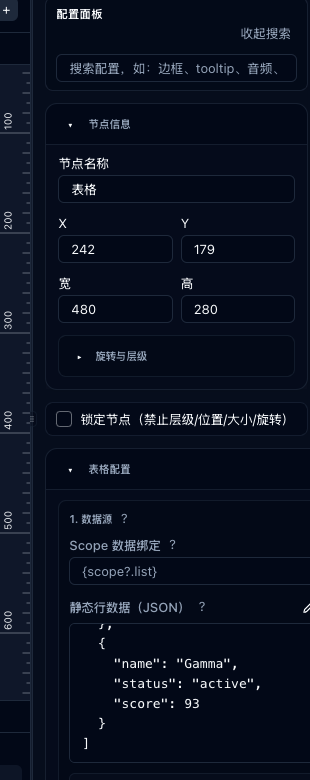 +
配置面板
收起搜索
搜索配置，如：边框、tooltip、音频、
▾ 节点信息
节点名称
表格
X Y
242 179
宽 高
480 280
▸ 旋转与层级
锁定节点（禁止层级/位置/大小/旋转）
▾ 表格配置
1. 数据源 ?
Scope 数据绑定 ?
{scope?.list}
静态行数据（JSON） ?
},
{
"name": "Gamma",
"status": "active",
"score": 93
}
]
100
200
300
400
500
600